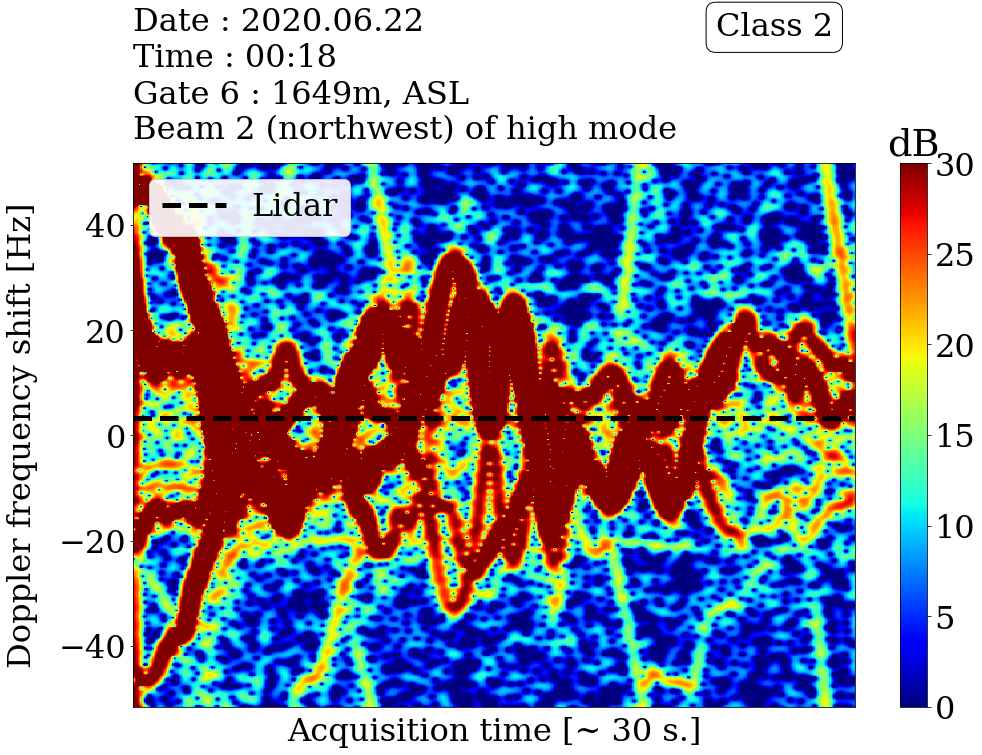 Date : 2020.06.22
Time : 00:18
Gate 6 : 1649m, ASL
Beam 2 (northwest) of high mode
Class 2
dB
Lidar
Doppler frequency shift [Hz]
40
20
0
−20
−40
Acquisition time [~ 30 s.]
30
25
20
15
10
5
0